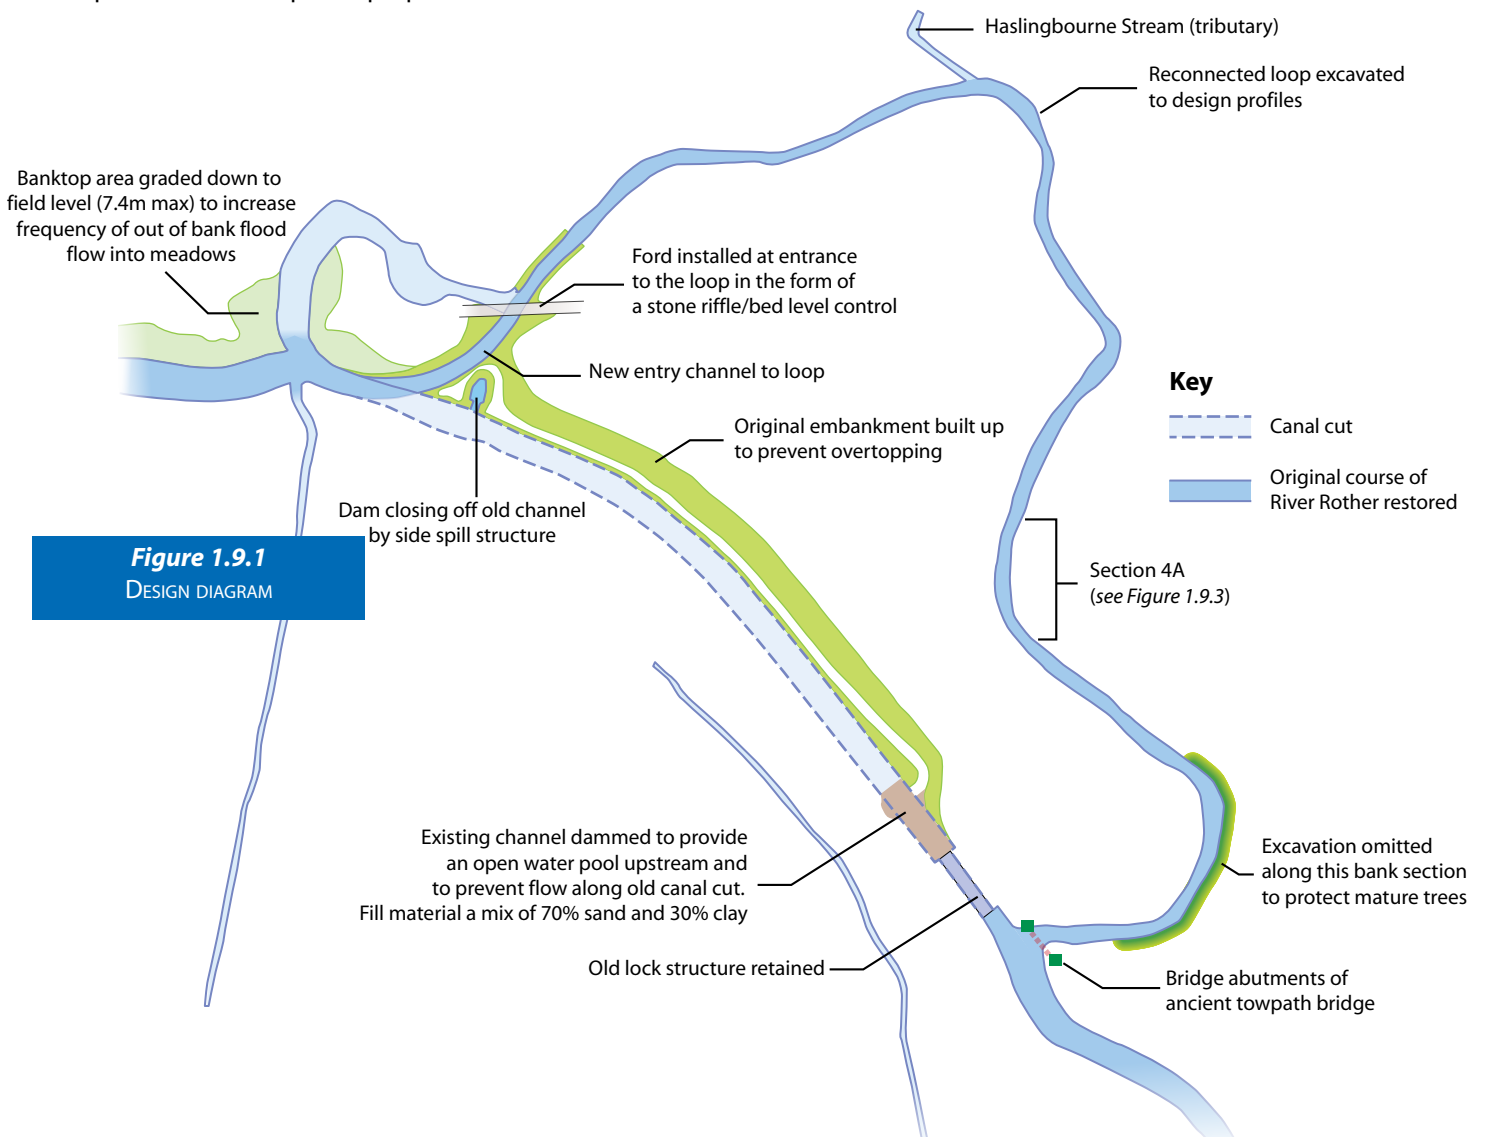 Haslingbourne Stream (tributary)
Reconnected loop excavated
to design profiles
Banktop area graded down to
field level (7.4m max) to increase
frequency of out of bank flood
flow into meadows
Ford installed at entrance
to the loop in the form of
a stone riffle/bed level control
New entry channel to loop
Key
Canal cut
Original course of
River Rother restored
Original embankment built up
to prevent overtopping
Dam closing off old channel
by side spill structure
Figure 1.9.1
Design diagram
Section 4A
(see Figure 1.9.3)
Existing channel dammed to provide
an open water pool upstream and
to prevent flow along old canal cut.
Fill material a mix of 70% sand and 30% clay
Excavation omitted
along this bank section
to protect mature trees
Old lock structure retained
Bridge abutments of
ancient towpath bridge